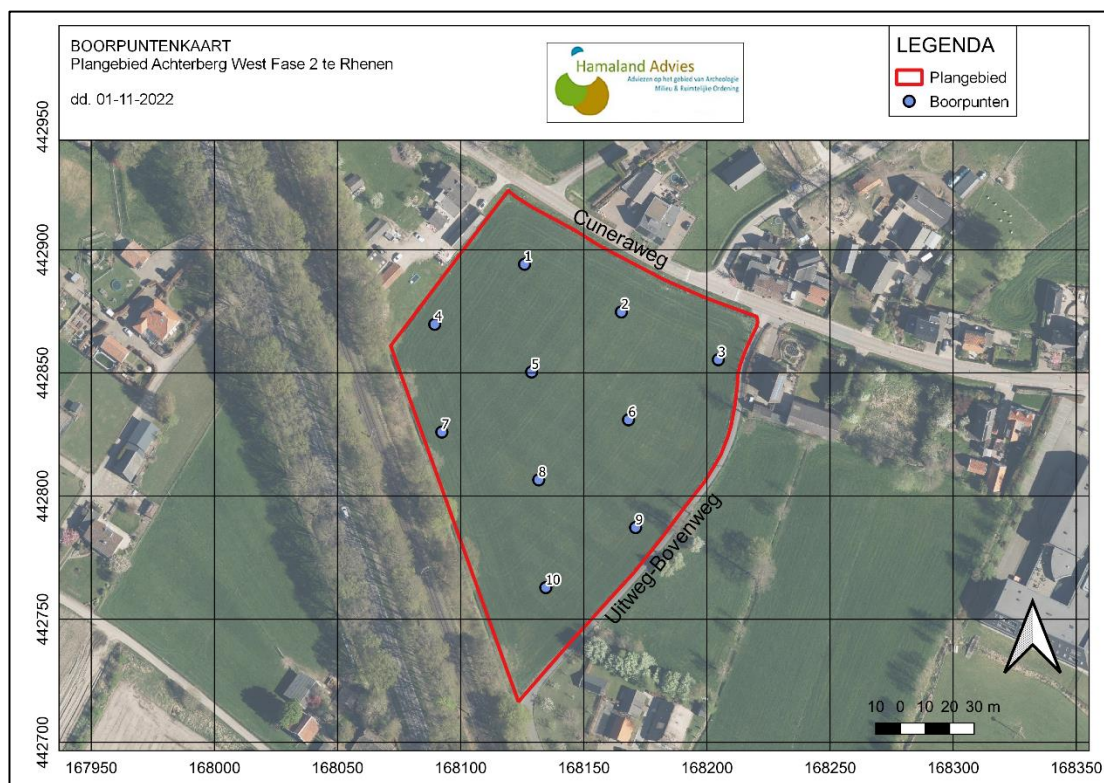 BOORPUNTENKAART
Plangebied Achterberg West Fase 2 te Rhenen
dd. 01-11-2022
Hamaland Advies
Adviezen op het gebied van Archeologie
Milieu & Ruimtelijke Ordening
LEGENDA
Plangebied
Boorpunten
442950
442900
442850
442800
442750
442700
Cuneraweg
1
2
3
4
5
6
7
8
9
10
Uitweg-Bovenweg
10 0 10 20 30 m
167950 168000 168050 168100 168150 168200 168250 168300 168350